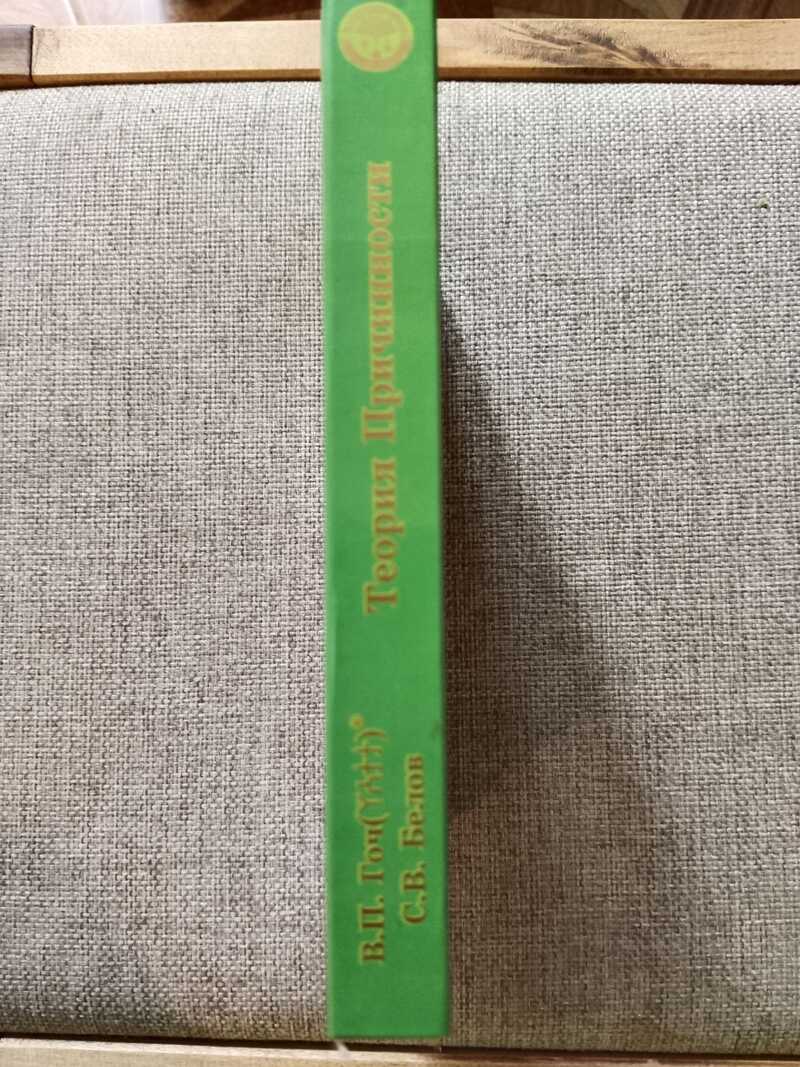 В.П. Гоч
С.В. Белов
Теория Причинности